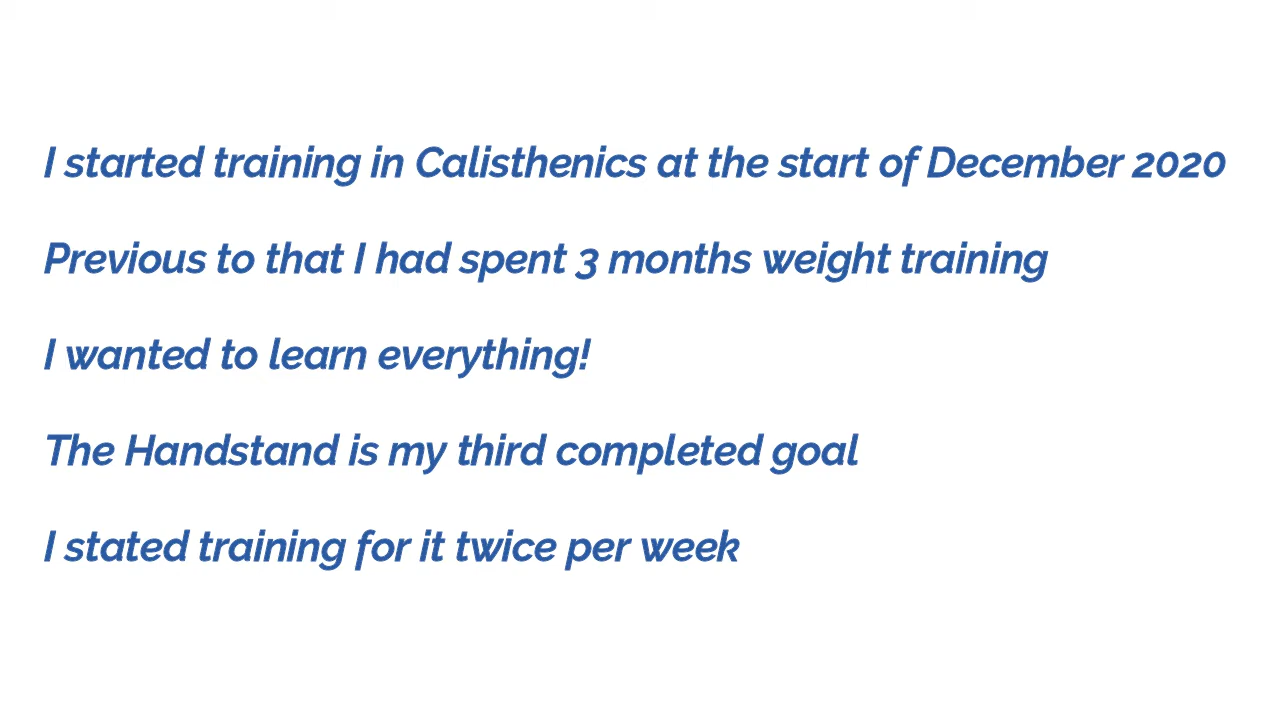 I started training in Calisthenics at the start of December 2020
Previous to that I had spent 3 months weight training
I wanted to learn everything!
The Handstand is my third completed goal
I stated training for it twice per week